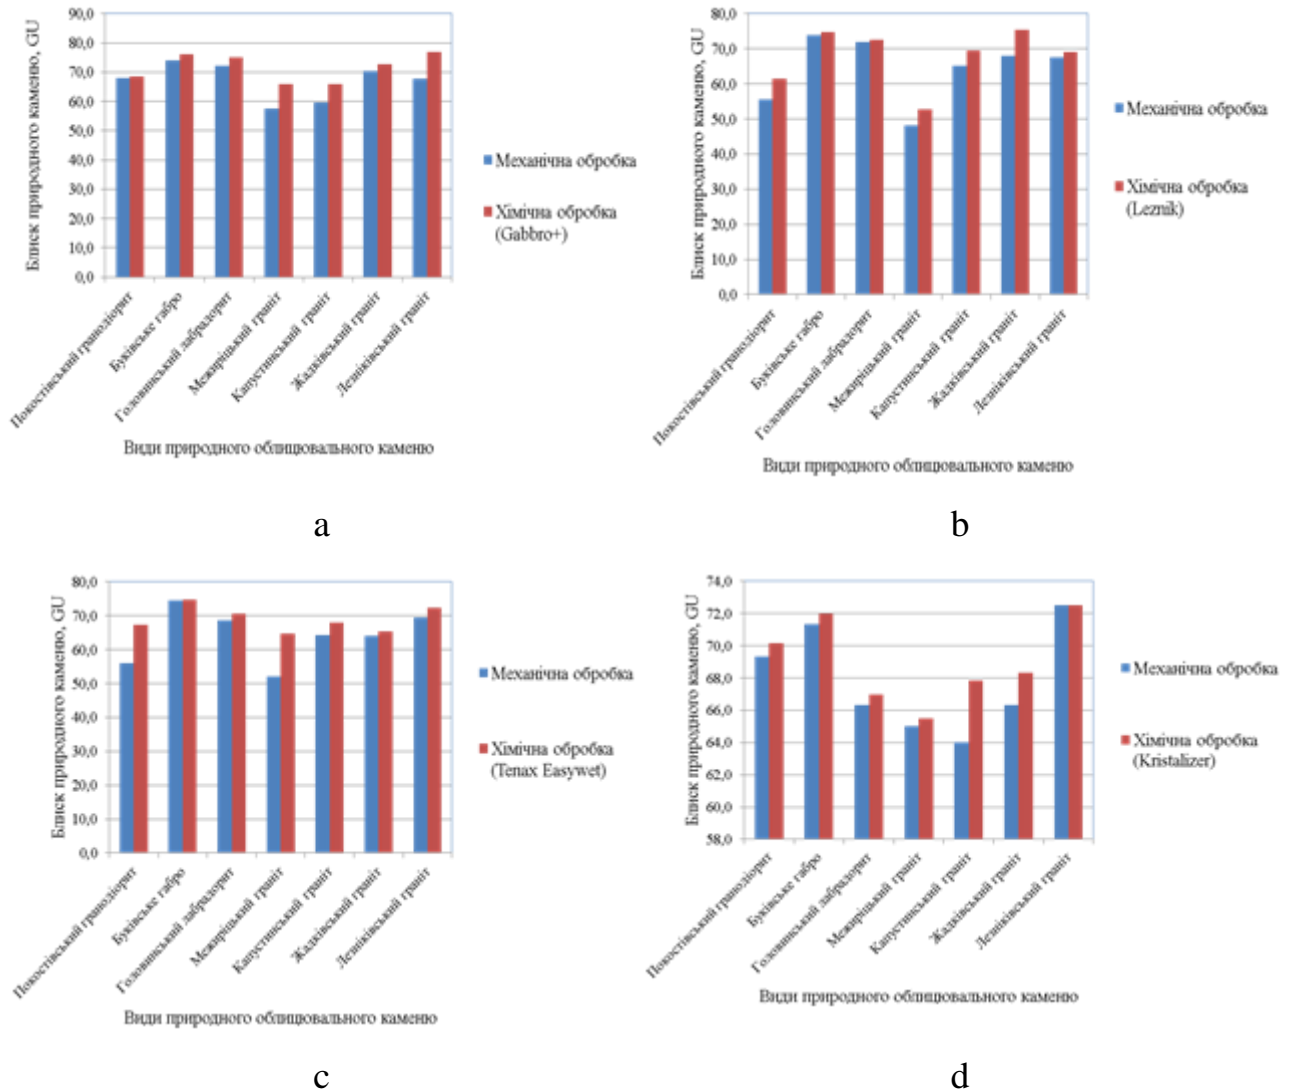 Блиск природного каменю, GU
90,0
80,0
70,0
60,0
50,0
40,0
30,0
20,0
10,0
0,0
Покостівський гранодіорит
Буківське габро
Головинський лабрадорит
Межиріцький граніт
Капустинський граніт
Жадківський граніт
Лезніківський граніт
Види природного облицювального каменю
Механічна обробка
Хімічна обробка
(Gabbro+)
a
Блиск природного каменю, GU
80,0
70,0
60,0
50,0
40,0
30,0
20,0
10,0
0,0
Покостівський гранодіорит
Буківське габро
Головинський лабрадорит
Межиріцький граніт
Капустинський граніт
Жадківський граніт
Лезніківський граніт
Види природного облицювального каменю
Механічна обробка
Хімічна обробка
(Leznik)
b
Блиск природного каменю, GU
80,0
70,0
60,0
50,0
40,0
30,0
20,0
10,0
0,0
Покостівський гранодіорит
Буківське габро
Головинський лабрадорит
Межиріцький граніт
Капустинський граніт
Жадківський граніт
Лезніківський граніт
Види природного облицювального каменю
Механічна обробка
Хімічна обробка
(Tenax Easywet)
c
Блиск природного каменю, GU
74,0
72,0
70,0
68,0
66,0
64,0
62,0
60,0
58,0
Покостівський гранодіорит
Буківське габро
Головинський лабрадорит
Межиріцький граніт
Капустинський граніт
Жадківський граніт
Лезніківський граніт
Види природного облицювального каменю
Механічна обробка
Хімічна обробка
(Kristalizer)
d